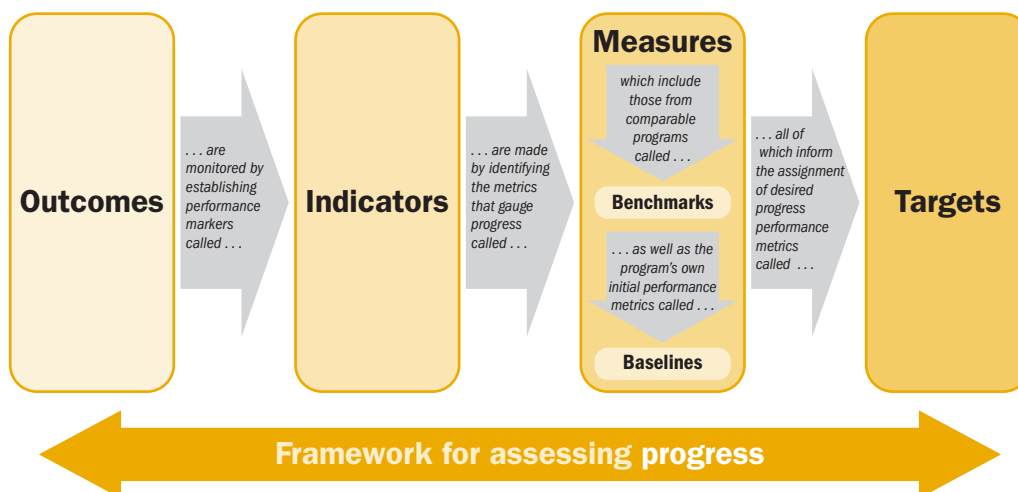 Outcomes
. . . are
monitored by
establishing
performance
markers
called . . .
Indicators
. . . are made
by identifying
the metrics
that gauge
progress
called . . .
Measures
which include
those from
comparable
programs
called . . .
Benchmarks
. . . as well as the
program’s own
initial performance
metrics called . . .
Baselines
. . . all of
which inform
the assignment
of desired
progress
performance
metrics
called . . .
Targets
Framework for assessing progress